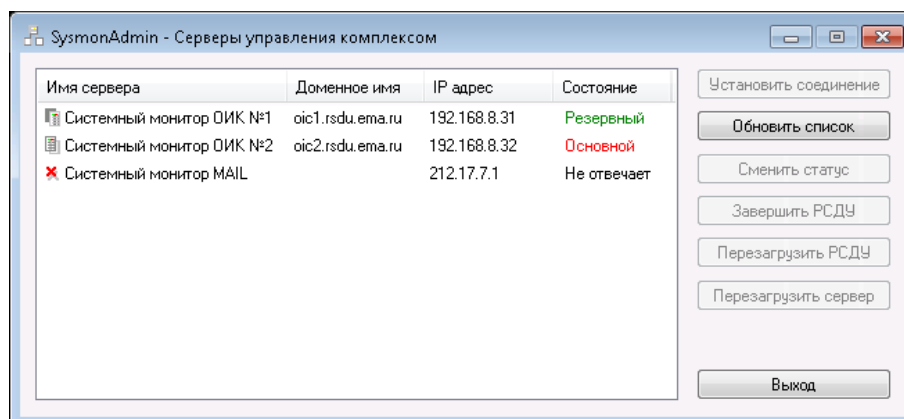 SysmonAdmin - Серверы управления комплексом
Имя сервера Доменное имя IP адрес Состояние
Системный монитор ОИК №1 oic1.rsdu.ema.ru 192.168.8.31 Резервный
Системный монитор ОИК №2 oic2.rsdu.ema.ru 192.168.8.32 Основной
Системный монитор MAIL 212.17.7.1 Не отвечает
Установить соединение
Обновить список
Сменить статус
Завершить РСДУ
Перезагрузить РСДУ
Перезагрузить сервер
Выход